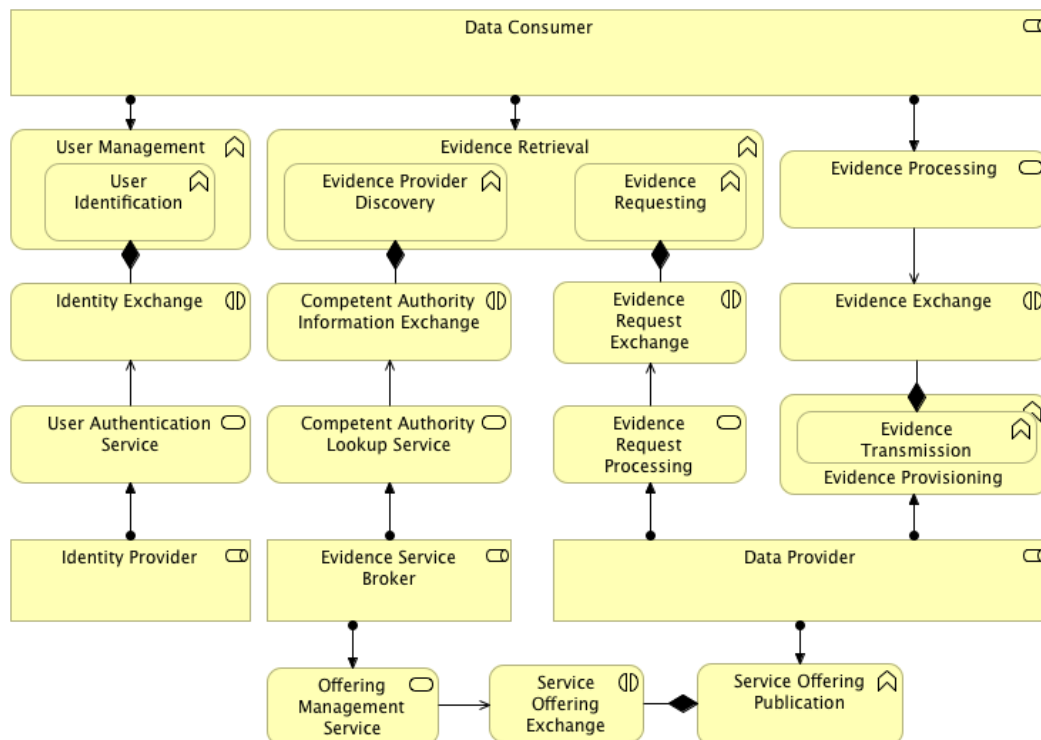 Data Consumer
User Management
User
Identification
Evidence Retrieval
Evidence Provider
Discovery
Evidence
Requesting
Evidence Processing
Identity Exchange
Competent Authority
Information Exchange
Evidence
Request
Exchange
Evidence Exchange
User Authentication
Service
Competent Authority
Lookup Service
Evidence
Request
Processing
Evidence
Transmission
Evidence Provisioning
Identity Provider
Evidence Service
Broker
Data Provider
Offering
Management
Service
Service
Offering
Exchange
Service Offering
Publication